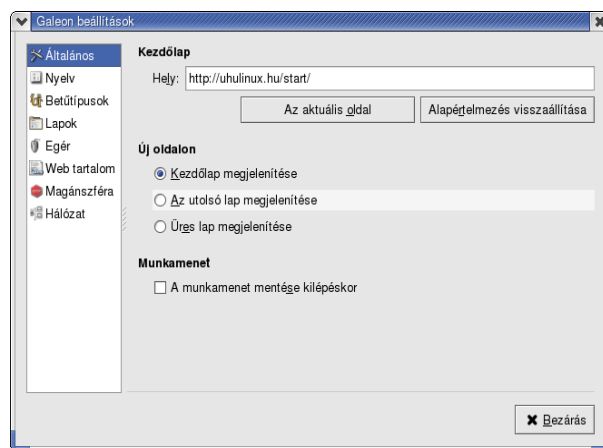 Galeon beállítások
Általános
Nyelv
Betűtípusok
Lapok
Egér
Web tartalom
Magánszféra
Hálózat
Kezdőlap
Hely: http://uhulinux.hu/start/
Az aktuális oldal Alapértelmezés visszaállítása
Új oldalon
Kezdőlap megjelenítése
Az utolsó lap megjelenítése
Üres lap megjelenítése
Munkamenet
A munkamenet mentése kilépéskor
Bezárás